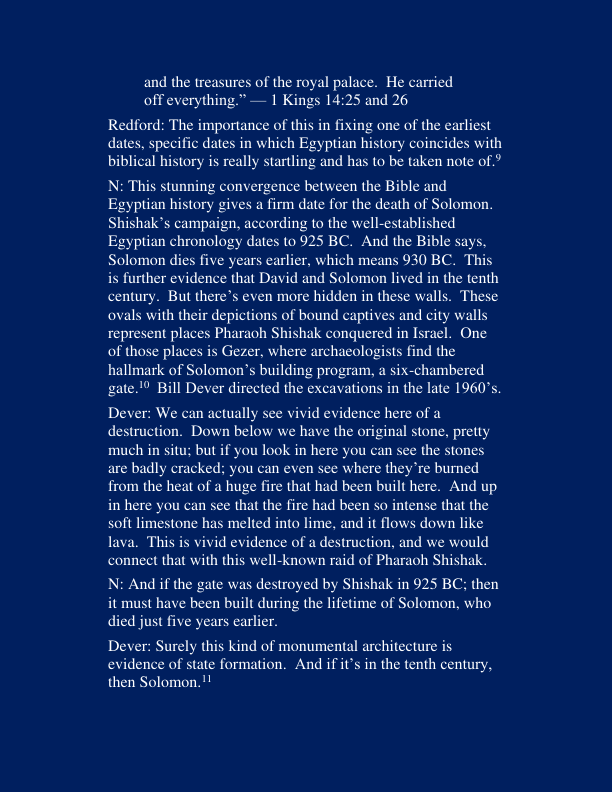 and the treasures of the royal palace.  He carried
off everything.” — 1 Kings 14:25 and 26
Redford: The importance of this in fixing one of the earliest
dates, specific dates in which Egyptian history coincides with
biblical history is really startling and has to be taken note of.⁹
N: This stunning convergence between the Bible and
Egyptian history gives a firm date for the death of Solomon.
Shishak’s campaign, according to the well-established
Egyptian chronology dates to 925 BC.  And the Bible says,
Solomon dies five years earlier, which means 930 BC.  This
is further evidence that David and Solomon lived in the tenth
century.  But there’s even more hidden in these walls.  These
ovals with their depictions of bound captives and city walls
represent places Pharaoh Shishak conquered in Israel.  One
of those places is Gezer, where archaeologists find the
hallmark of Solomon’s building program, a six-chambered
gate.¹⁰  Bill Dever directed the excavations in the late 1960’s.
Dever: We can actually see vivid evidence here of a
destruction.  Down below we have the original stone, pretty
much in situ; but if you look in here you can see the stones
are badly cracked; you can even see where they’re burned
from the heat of a huge fire that had been built here.  And up
in here you can see that the fire had been so intense that the
soft limestone has melted into lime, and it flows down like
lava.  This is vivid evidence of a destruction, and we would
connect that with this well-known raid of Pharaoh Shishak.
N: And if the gate was destroyed by Shishak in 925 BC; then
it must have been built during the lifetime of Solomon, who
died just five years earlier.
Dever: Surely this kind of monumental architecture is
evidence of state formation.  And if it’s in the tenth century,
then Solomon.¹¹